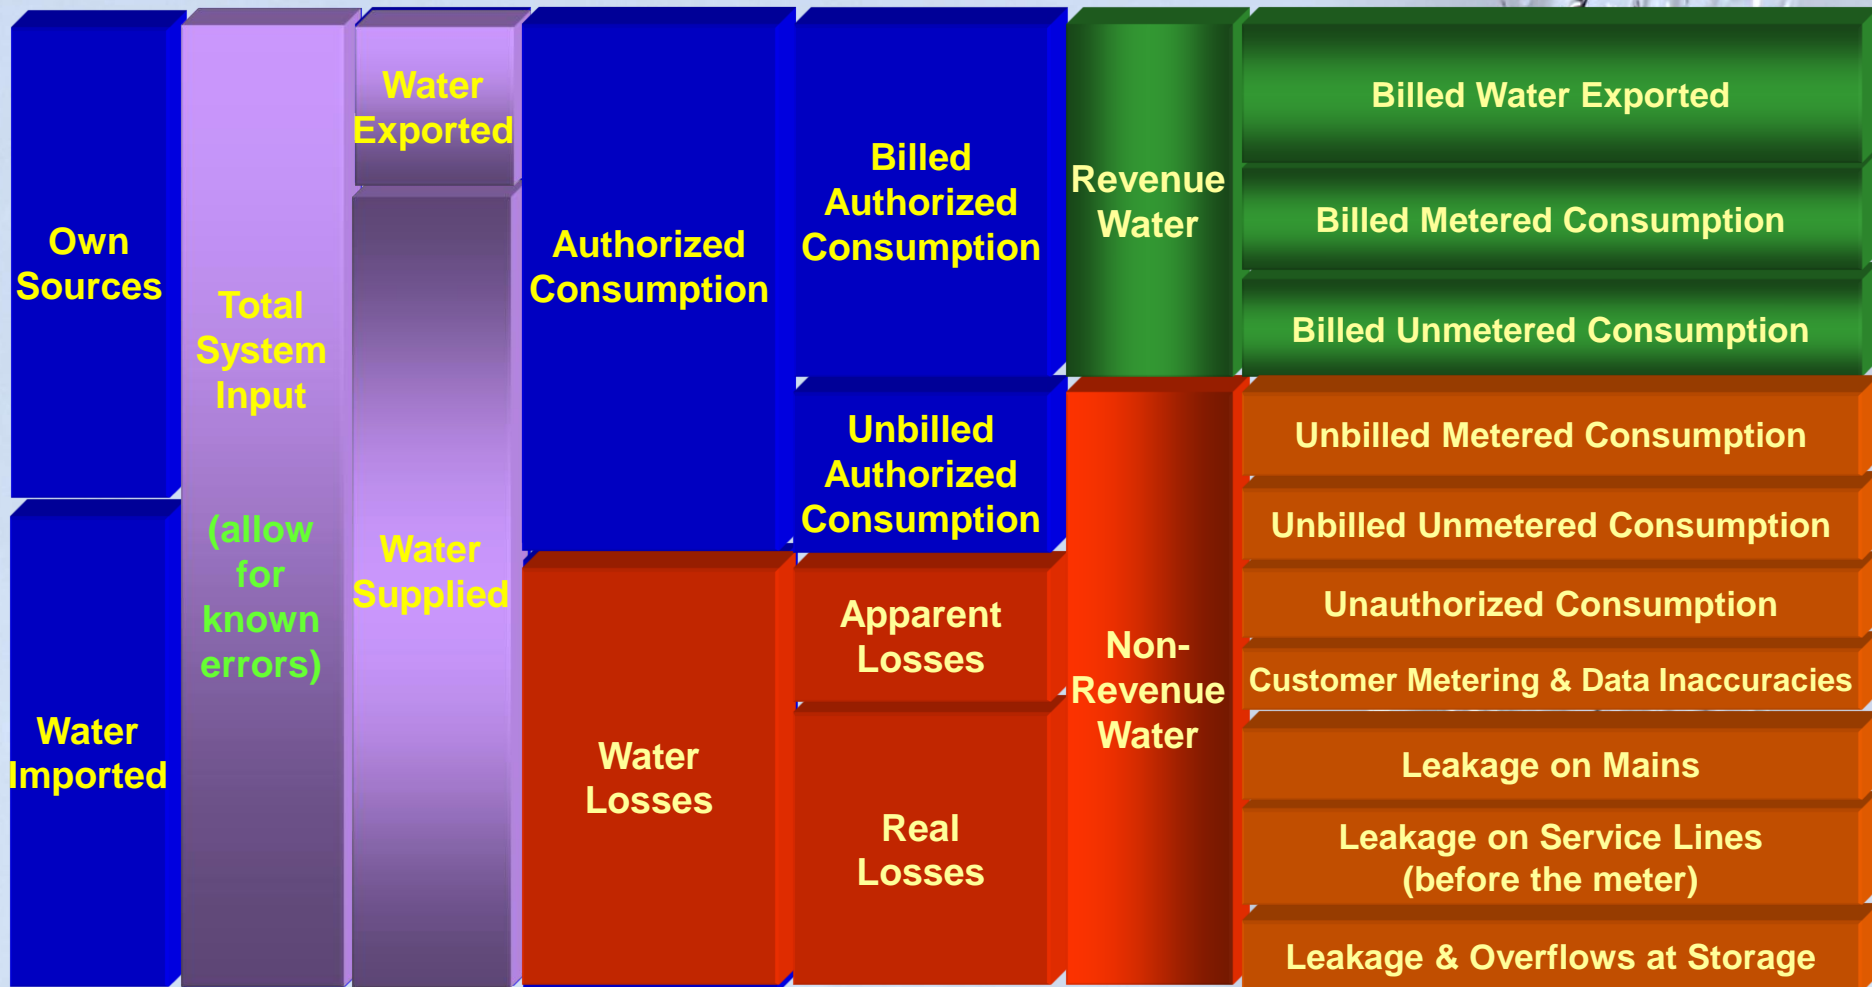 Own
Sources
Water
Imported
Total
System
Input
(allow
for
known
errors)
Water
Exported
Water
Supplied
Authorized
Consumption
Water
Losses
Billed
Authorized
Consumption
Unbilled
Authorized
Consumption
Apparent
Losses
Real
Losses
Revenue
Water
Non-
Revenue
Water
Billed Water Exported
Billed Metered Consumption
Billed Unmetered Consumption
Unbilled Metered Consumption
Unbilled Unmetered Consumption
Unauthorized Consumption
Customer Metering & Data Inaccuracies
Leakage on Mains
Leakage on Service Lines
(before the meter)
Leakage & Overflows at Storage